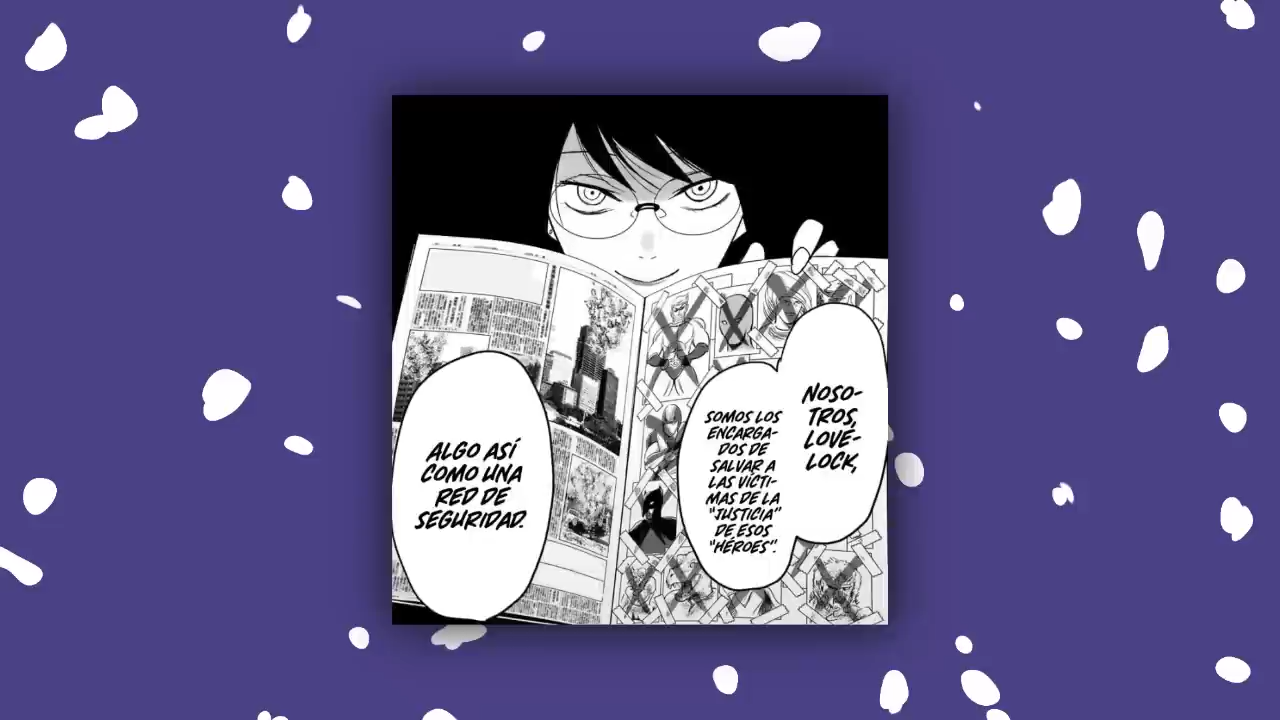 NOSO-
TROS,
LOVE-
LOCK,
SOMOS LOS
ENCARGA-
DOS DE
SALVAR A
LAS VÍCTI-
MAS DE LA
"JUSTICIA"
DE ESOS
"HÉROES".
ALGO ASÍ
COMO UNA
RED DE
SEGURIDAD.